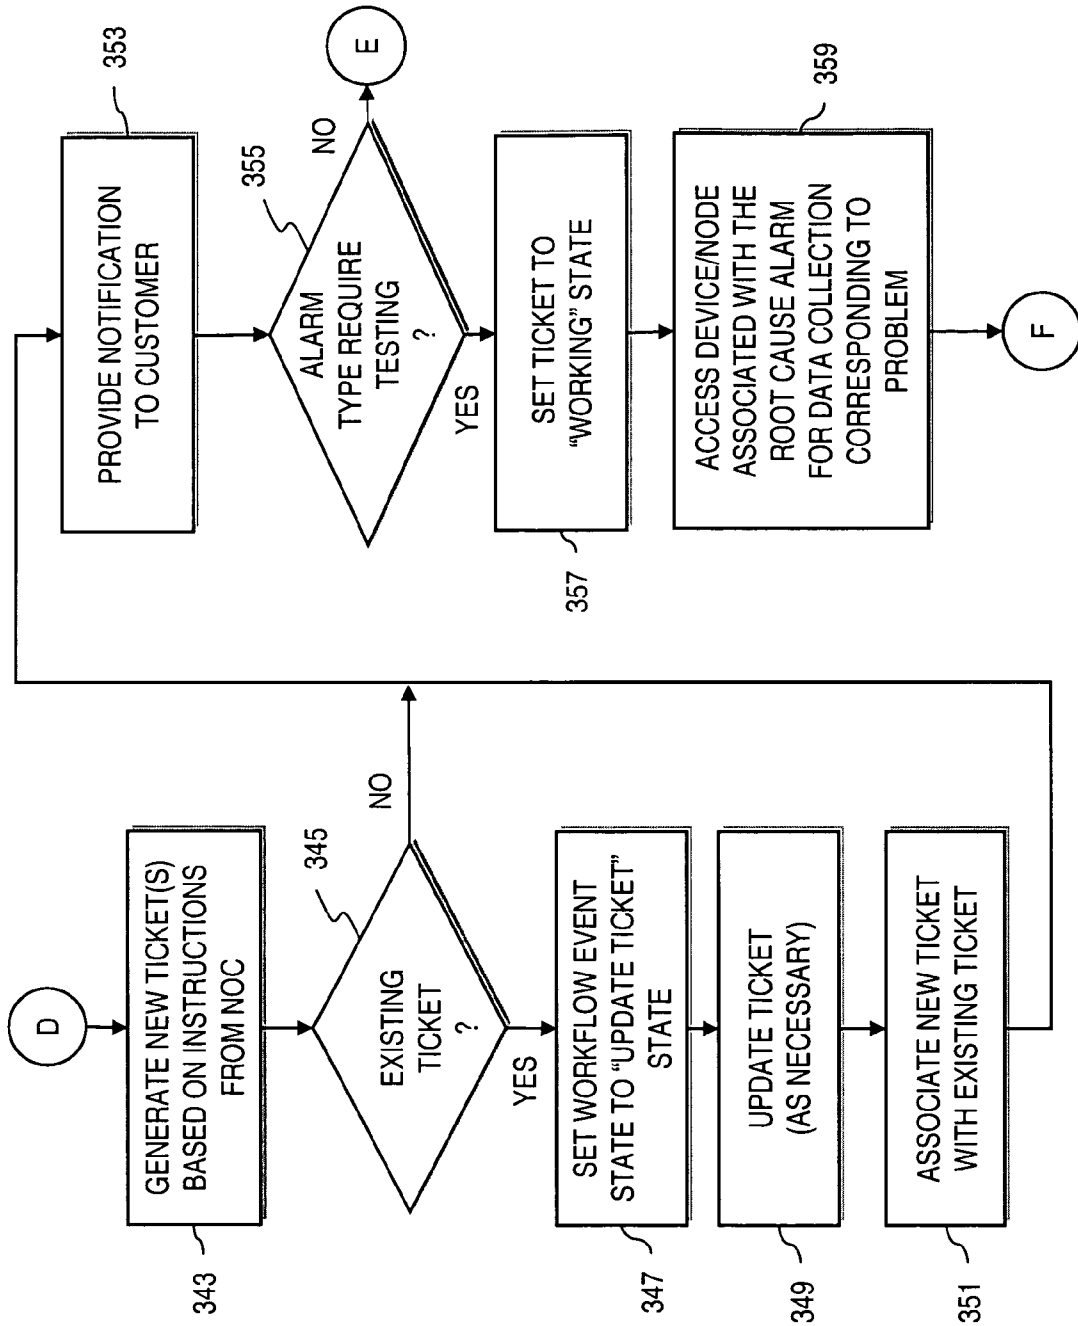 D
GENERATE NEW TICKET(S)
BASED ON INSTRUCTIONS
FROM NOC
343
EXISTING
TICKET
?
345
NO
YES
SET WORKFLOW EVENT
STATE TO "UPDATE TICKET"
STATE
347
UPDATE TICKET
(AS NECESSARY)
349
ASSOCIATE NEW TICKET
WITH EXISTING TICKET
351
PROVIDE NOTIFICATION
TO CUSTOMER
353
ALARM
TYPE REQUIRE
TESTING
?
355
NO
E
YES
SET TICKET TO
"WORKING" STATE
357
ACCESS DEVICE/NODE
ASSOCIATED WITH THE
ROOT CAUSE ALARM
FOR DATA COLLECTION
CORRESPONDING TO
PROBLEM
359
F